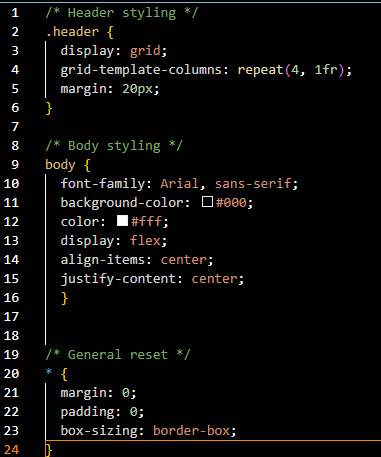 1 /* Header styling */
2 .header {
3   display: grid;
4   grid-template-columns: repeat(4, 1fr);
5   margin: 20px;
6 }
7
8 /* Body styling */
9 body {
10   font-family: Arial, sans-serif;
11   background-color: #000;
12   color: #fff;
13   display: flex;
14   align-items: center;
15   justify-content: center;
16   }
17
18
19 /* General reset */
20 * {
21   margin: 0;
22   padding: 0;
23   box-sizing: border-box;
24 }